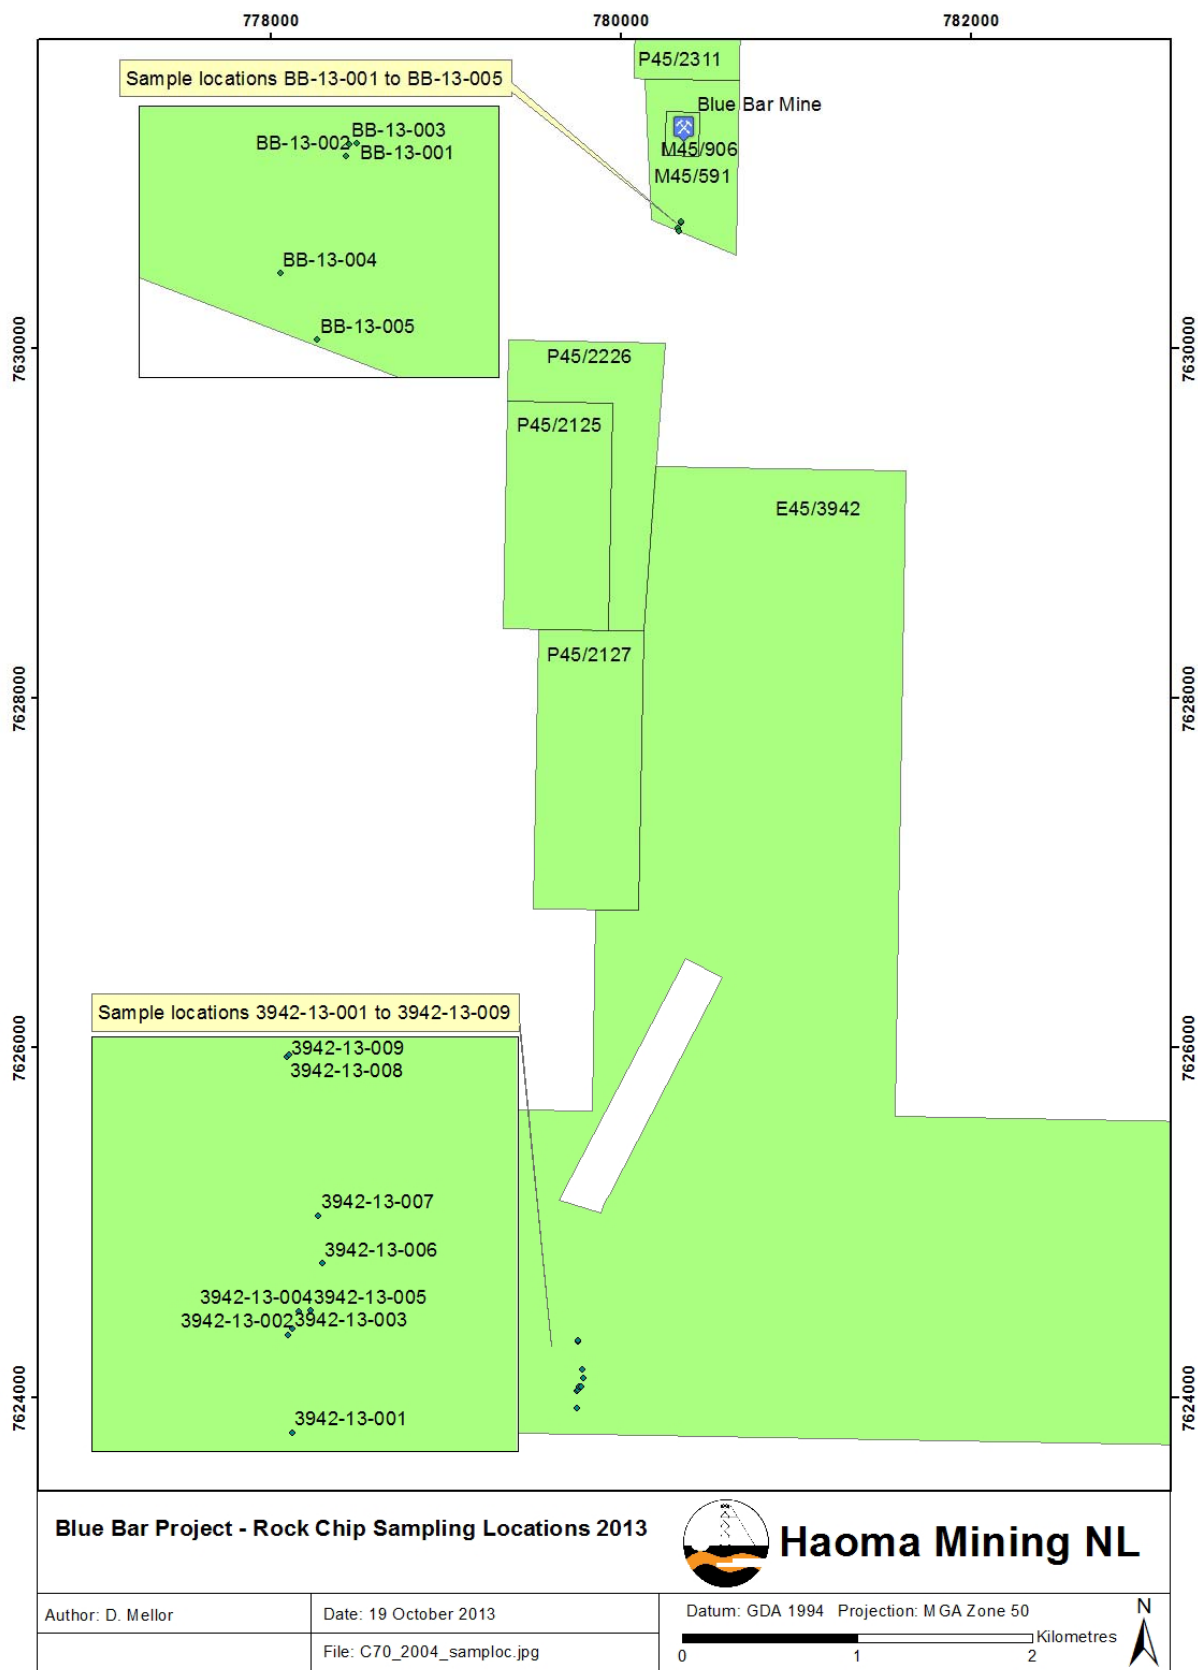 778000
780000
782000
P45/2311
Sample locations BB-13-001 to BB-13-005
Blue Bar Mine
BB-13-003
BB-13-002
BB-13-001
M45/906
M45/591
BB-13-004
BB-13-005
7630000
7630000
P45/2226
P45/2125
E45/3942
P45/2127
7628000
7628000
Sample locations 3942-13-001 to 3942-13-009
7626000
7626000
3942-13-009
3942-13-008
3942-13-007
3942-13-006
3942-13-004
3942-13-005
3942-13-002
3942-13-003
3942-13-001
7624000
7624000
Blue Bar Project - Rock Chip Sampling Locations 2013
Haoma Mining NL
Author: D. Mellor
Date: 19 October 2013
File: C70_2004_samploc.jpg
Datum: GDA 1994 Projection: MGA Zone 50
Kilometres
0 1 2
N